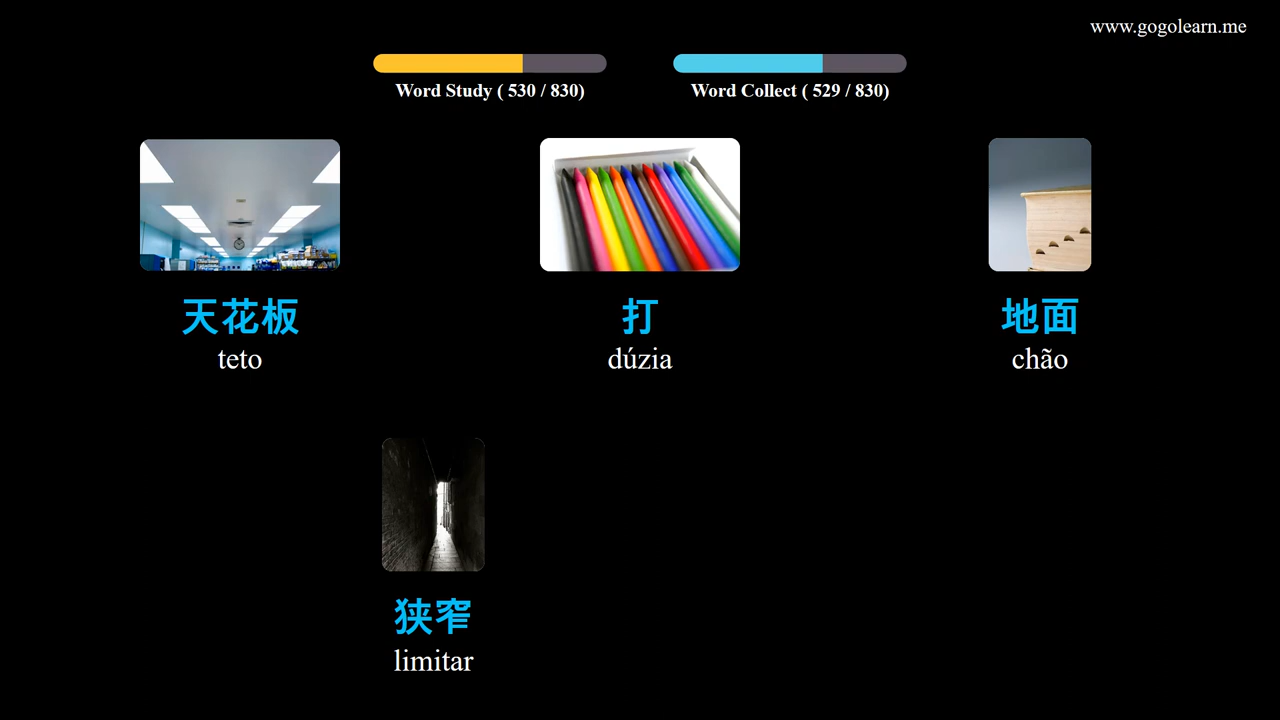 www.gogolearn.me
Word Study ( 530 / 830)
Word Collect ( 529 / 830)
天花板
teto
打
dúzia
地面
chão
狭窄
limitar